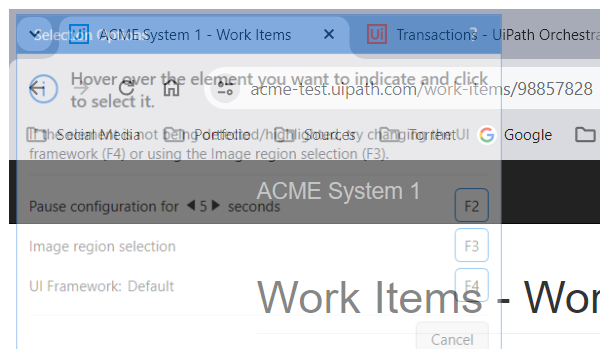 Selection Options ?
ACME System 1 - Work Items
Transactions - UiPath Orchestra
Hover over the element you want to indicate and click
to select it.
acme-test.uipath.com/work-items/98857828
Social Media
Portfolio
Sources
Torrent
Google
If the element is not being detected/highlighted, try changing the UI
framework (F4) or using the Image region selection (F3).
ACME System 1
Pause configuration for 5 seconds F2
Image region selection F3
UI Framework: Default F4
Work Items - Wor
Cancel